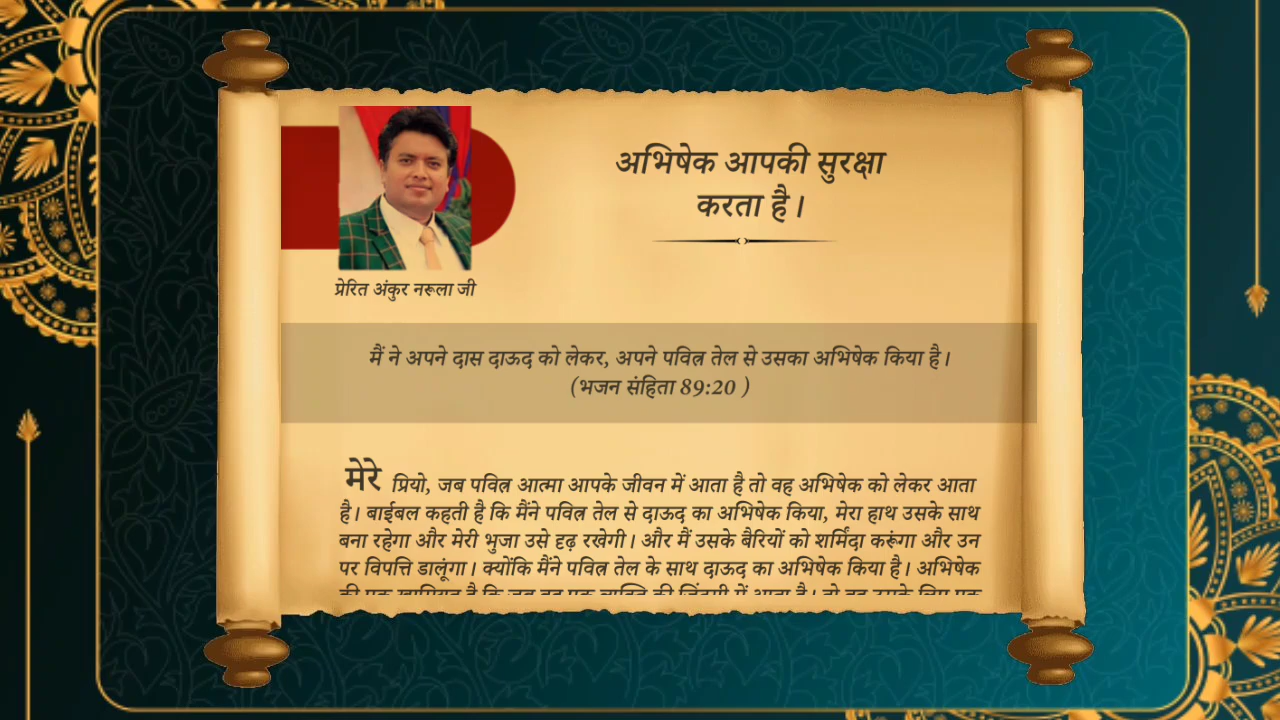 अभिषेक आपकी सुरक्षा
करता है।
प्रेरित अंकुर नरूला जी
मैं ने अपने दास दाऊद को लेकर, अपने पवित्र तेल से उसका अभिषेक किया है।
(भजन संहिता 89:20 )
मेरे प्रियो, जब पवित्र आत्मा आपके जीवन में आता है तो वह अभिषेक को लेकर आता
है। बाईबल कहती है कि मैंने पवित्र तेल से दाऊद का अभिषेक किया, मेरा हाथ उसके साथ
बना रहेगा और मेरी भुजा उसे दृढ़ रखेगी। और मैं उसके बैरियों को शर्मिंदा करूंगा और उन
पर विपत्ति डालूंगा। क्योंकि मैंने पवित्र तेल के साथ दाऊद का अभिषेक किया है। अभिषेक